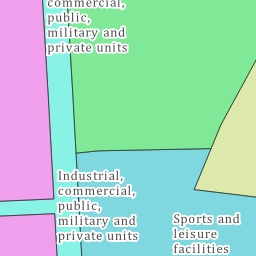 commercial,
public,
military and
private units
Industrial,
commercial,
public,
military and
private units
Sports and
leisure
facilities